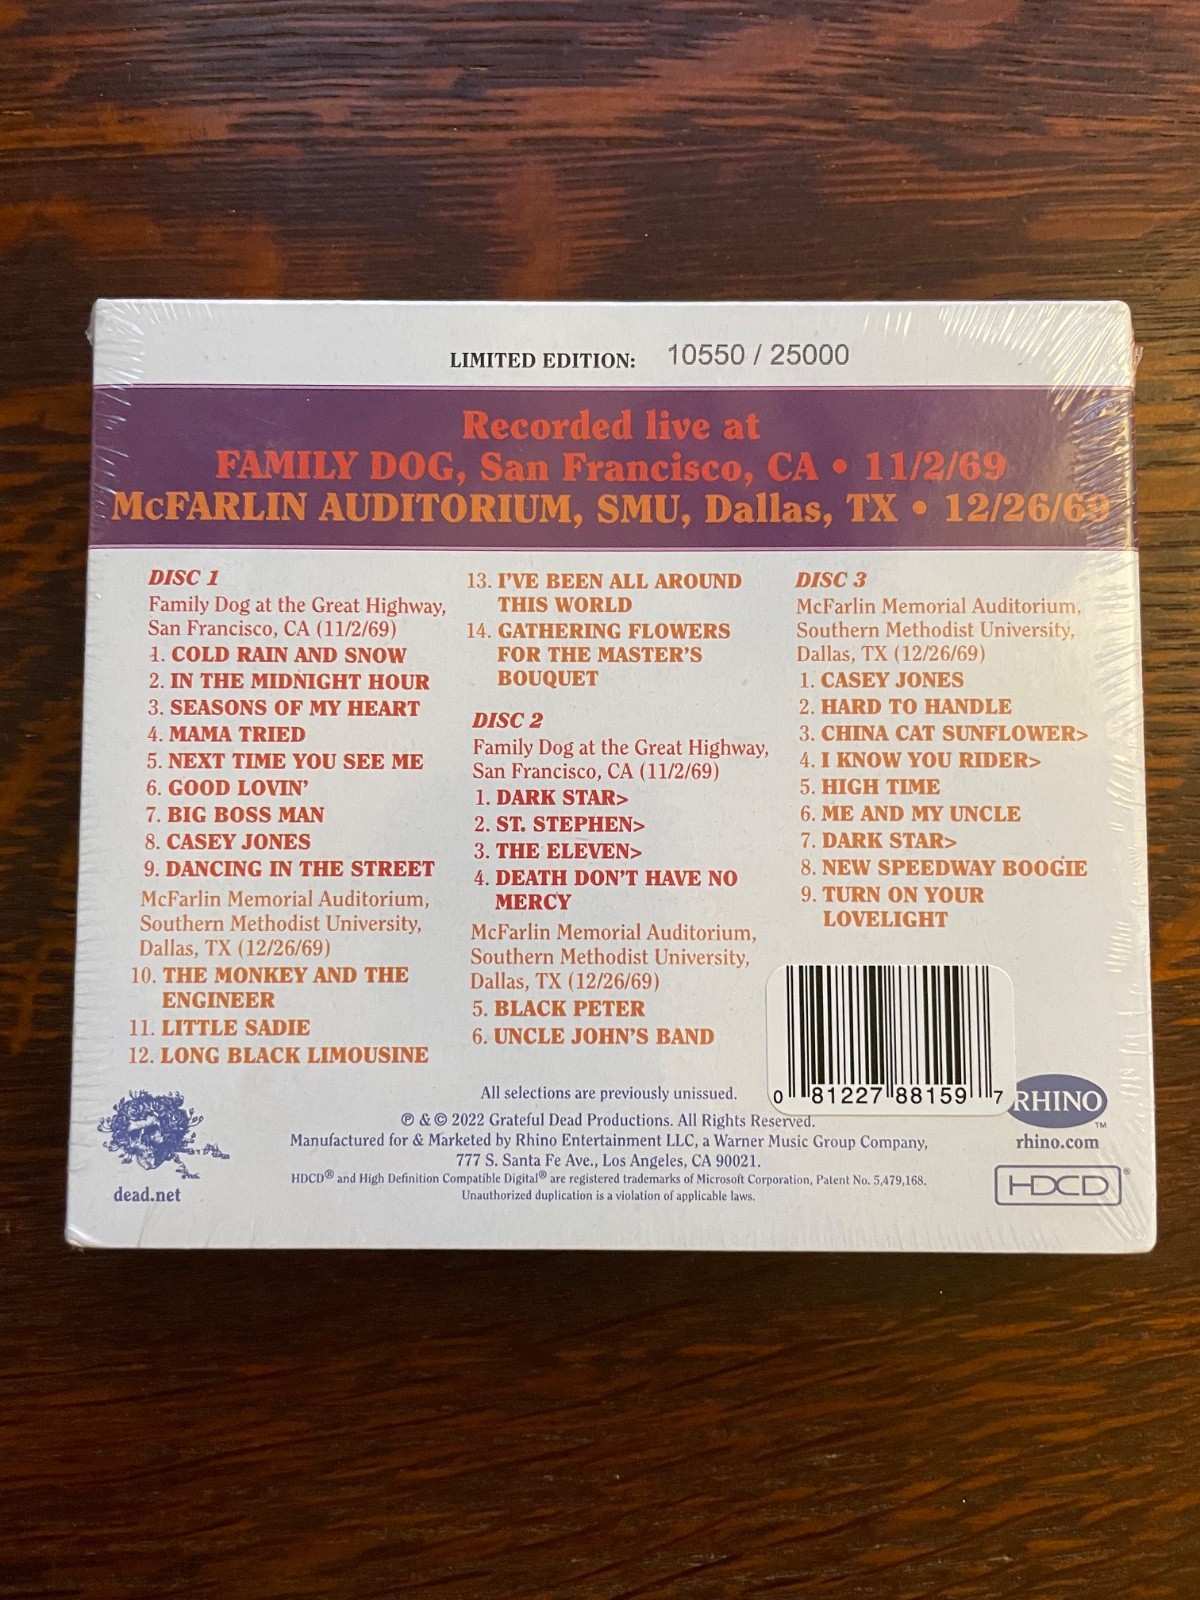 LIMITED EDITION: 10550 / 25000
Recorded live at
FAMILY DOG, San Francisco, CA • 11/2/69
McFARLIN AUDITORIUM, SMU, Dallas, TX • 12/26/69
DISC 1
Family Dog at the Great Highway,
San Francisco, CA (11/2/69)
1. COLD RAIN AND SNOW
2. IN THE MIDNIGHT HOUR
3. SEASONS OF MY HEART
4. MAMA TRIED
5. NEXT TIME YOU SEE ME
6. GOOD LOVIN'
7. BIG BOSS MAN
8. CASEY JONES
9. DANCING IN THE STREET
McFarlin Memorial Auditorium,
Southern Methodist University,
Dallas, TX (12/26/69)
10. THE MONKEY AND THE
ENGINEER
11. LITTLE SADIE
12. LONG BLACK LIMOUSINE
13. I'VE BEEN ALL AROUND
THIS WORLD
14. GATHERING FLOWERS
FOR THE MASTER'S
BOUQUET
DISC 2
Family Dog at the Great Highway,
San Francisco, CA (11/2/69)
1. DARK STAR>
2. ST. STEPHEN>
3. THE ELEVEN>
4. DEATH DON'T HAVE NO
MERCY
McFarlin Memorial Auditorium,
Southern Methodist University,
Dallas, TX (12/26/69)
5. BLACK PETER
6. UNCLE JOHN'S BAND
DISC 3
McFarlin Memorial Auditorium,
Southern Methodist University,
Dallas, TX (12/26/69)
1. CASEY JONES
2. HARD TO HANDLE
3. CHINA CAT SUNFLOWER>
4. I KNOW YOU RIDER>
5. HIGH TIME
6. ME AND MY UNCLE
7. DARK STAR>
8. NEW SPEEDWAY BOOGIE
9. TURN ON YOUR
LOVELIGHT
0 81227 88159 7
All selections are previously unissued.
℗ & © 2022 Grateful Dead Productions. All Rights Reserved.
Manufactured for & Marketed by Rhino Entertainment LLC, a Warner Music Group Company,
777 S. Santa Fe Ave., Los Angeles, CA 90021.
HDCD® and High Definition Compatible Digital® are registered trademarks of Microsoft Corporation, Patent No. 5,479,168.
Unauthorized duplication is a violation of applicable laws.
dead.net
RHINO™
rhino.com
HDCD®